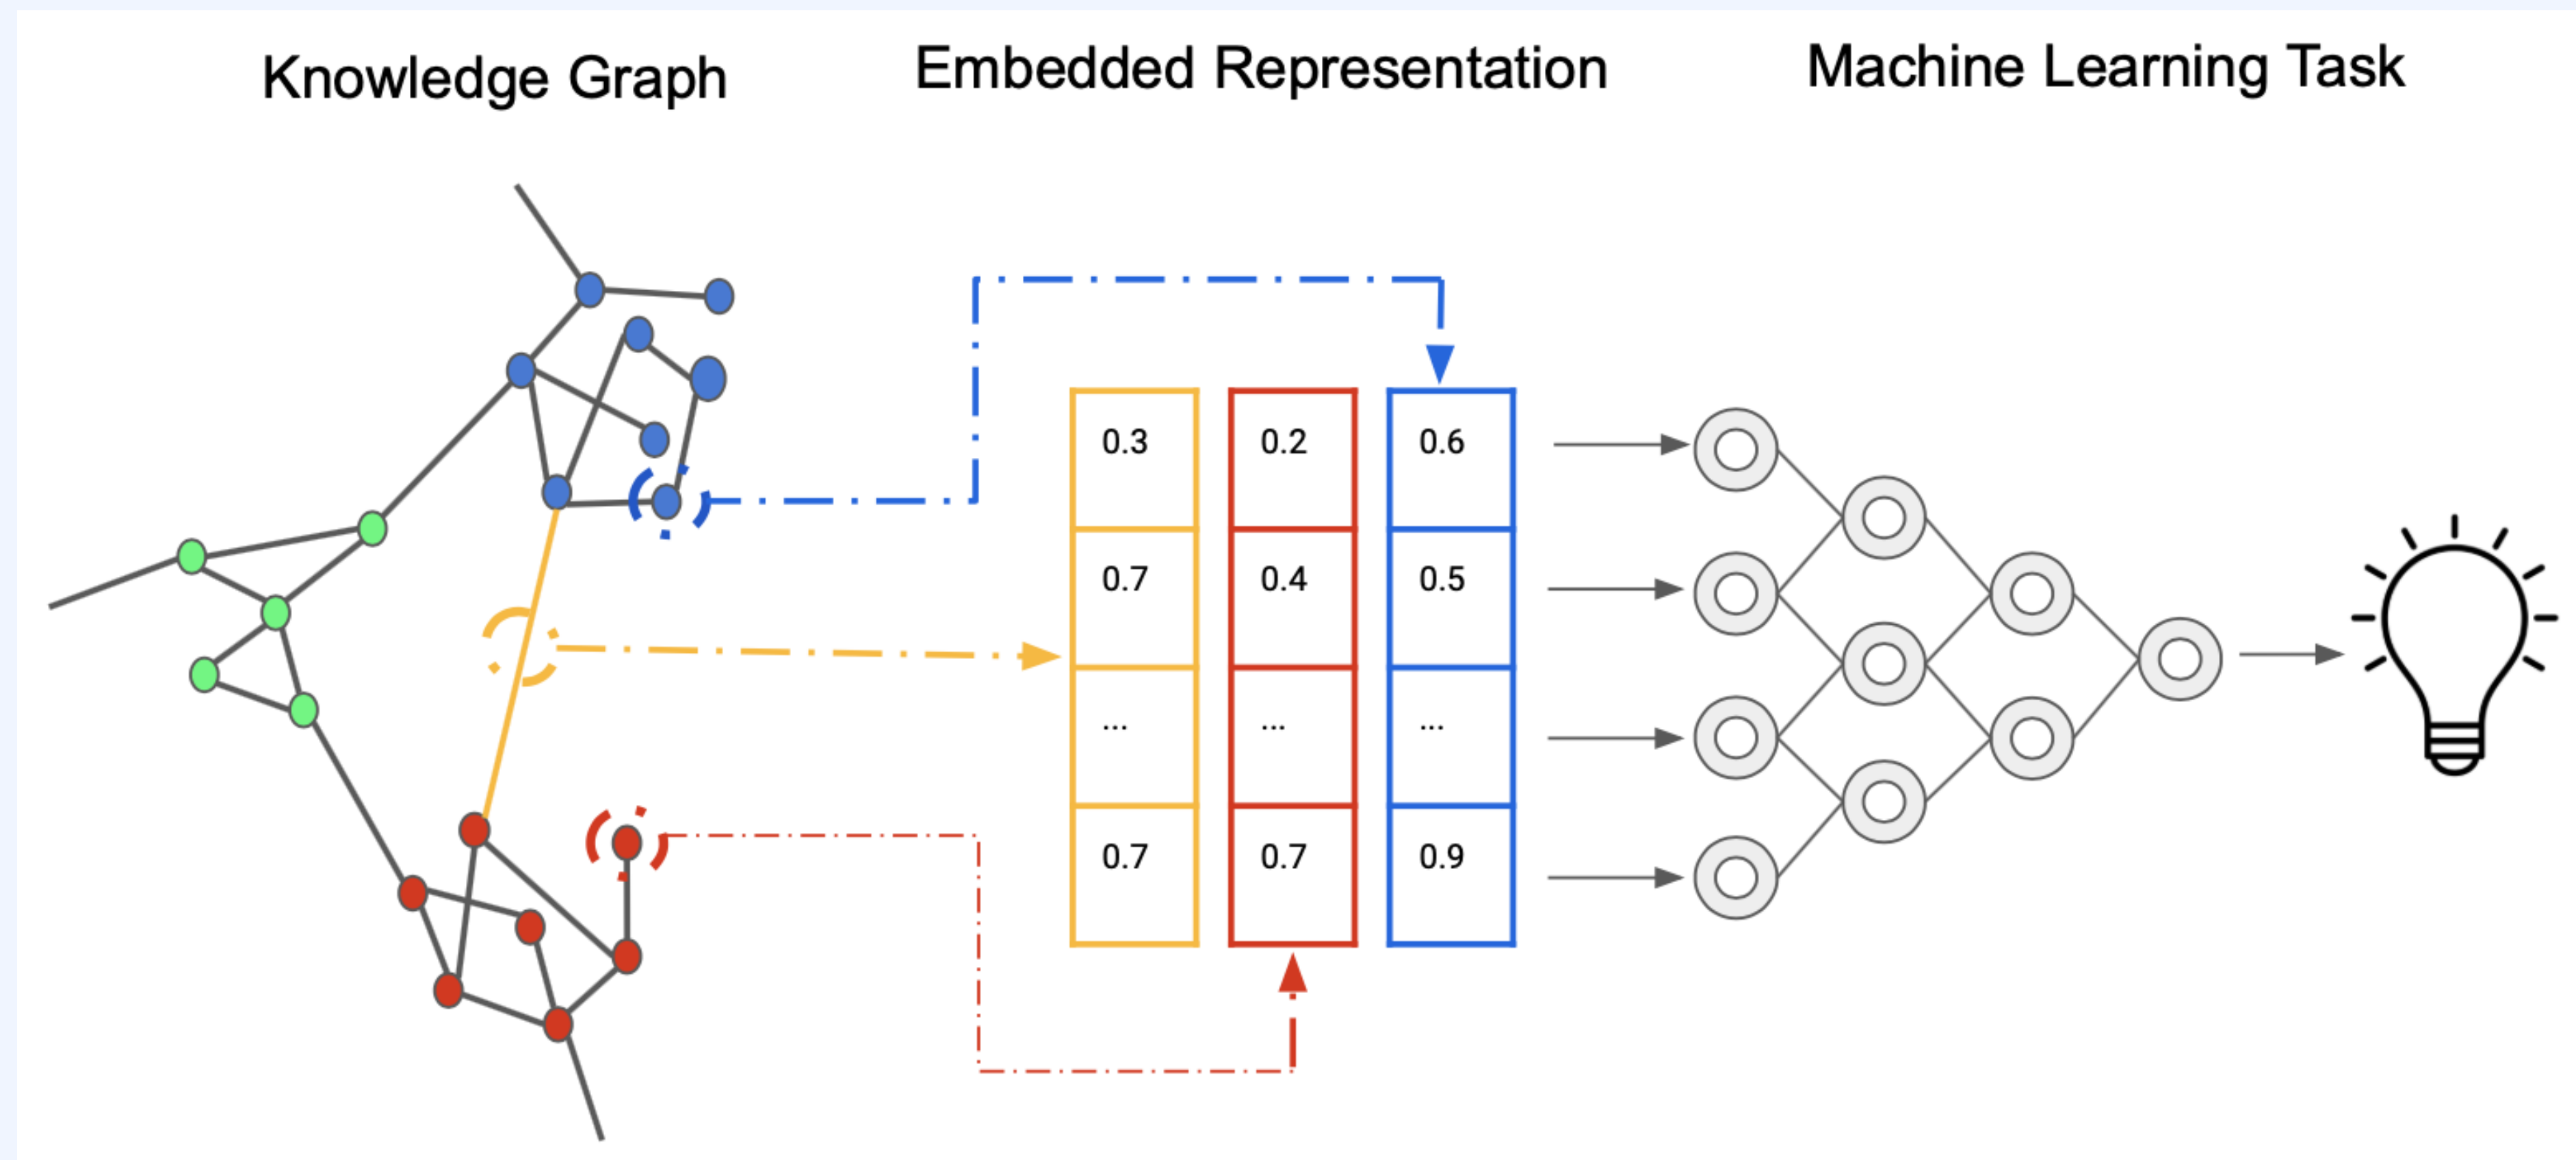 Knowledge Graph
Embedded Representation
Machine Learning Task
0.3 0.2 0.6
0.7 0.4 0.5
... ... ...
0.7 0.7 0.9